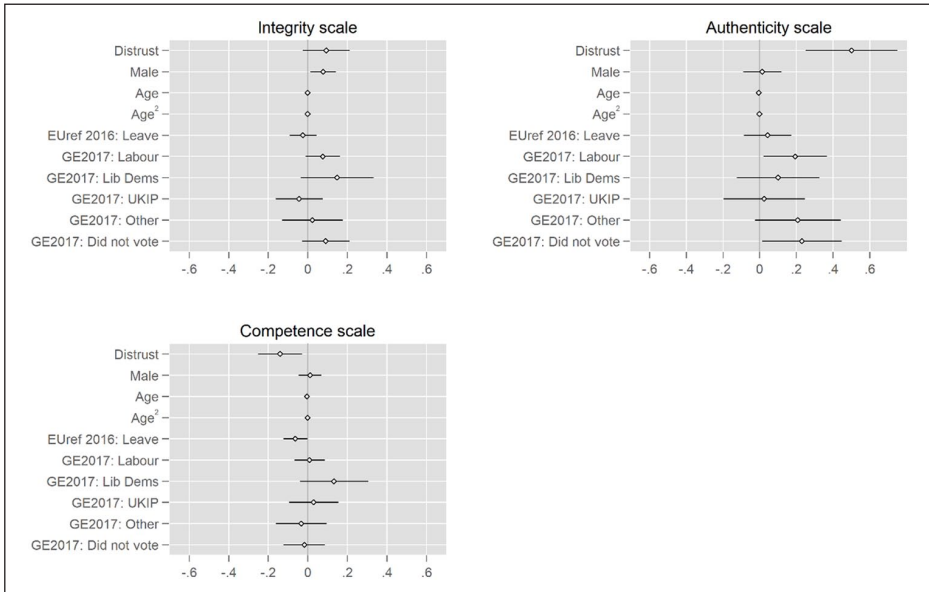 Integrity scale
Distrust
Male
Age
Age²
EUref 2016: Leave
GE2017: Labour
GE2017: Lib Dems
GE2017: UKIP
GE2017: Other
GE2017: Did not vote
-.6 -.4 -.2 0 .2 .4 .6
Authenticity scale
Distrust
Male
Age
Age²
EUref 2016: Leave
GE2017: Labour
GE2017: Lib Dems
GE2017: UKIP
GE2017: Other
GE2017: Did not vote
-.6 -.4 -.2 0 .2 .4 .6
Competence scale
Distrust
Male
Age
Age²
EUref 2016: Leave
GE2017: Labour
GE2017: Lib Dems
GE2017: UKIP
GE2017: Other
GE2017: Did not vote
-.6 -.4 -.2 0 .2 .4 .6